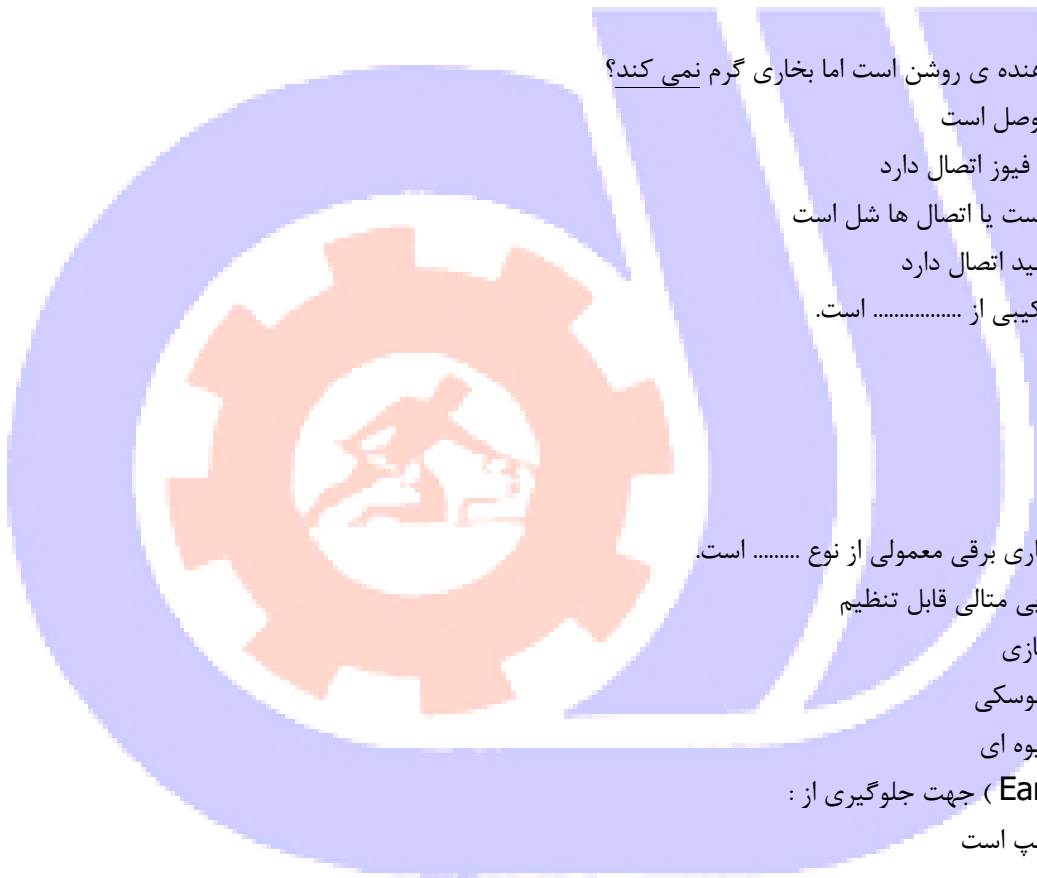 هنده ی روشن است اما بخاری گرم نمی کند؟
وصل است
فیوز اتصال دارد
ست یا اتصال ها شل است
ید اتصال دارد
کیبی از ................. است.
اری برقی معمولی از نوع ......... است.
ی متالی قابل تنظیم
ازی
وسکی
وه ای
Ear ) جهت جلوگیری از :
پ است